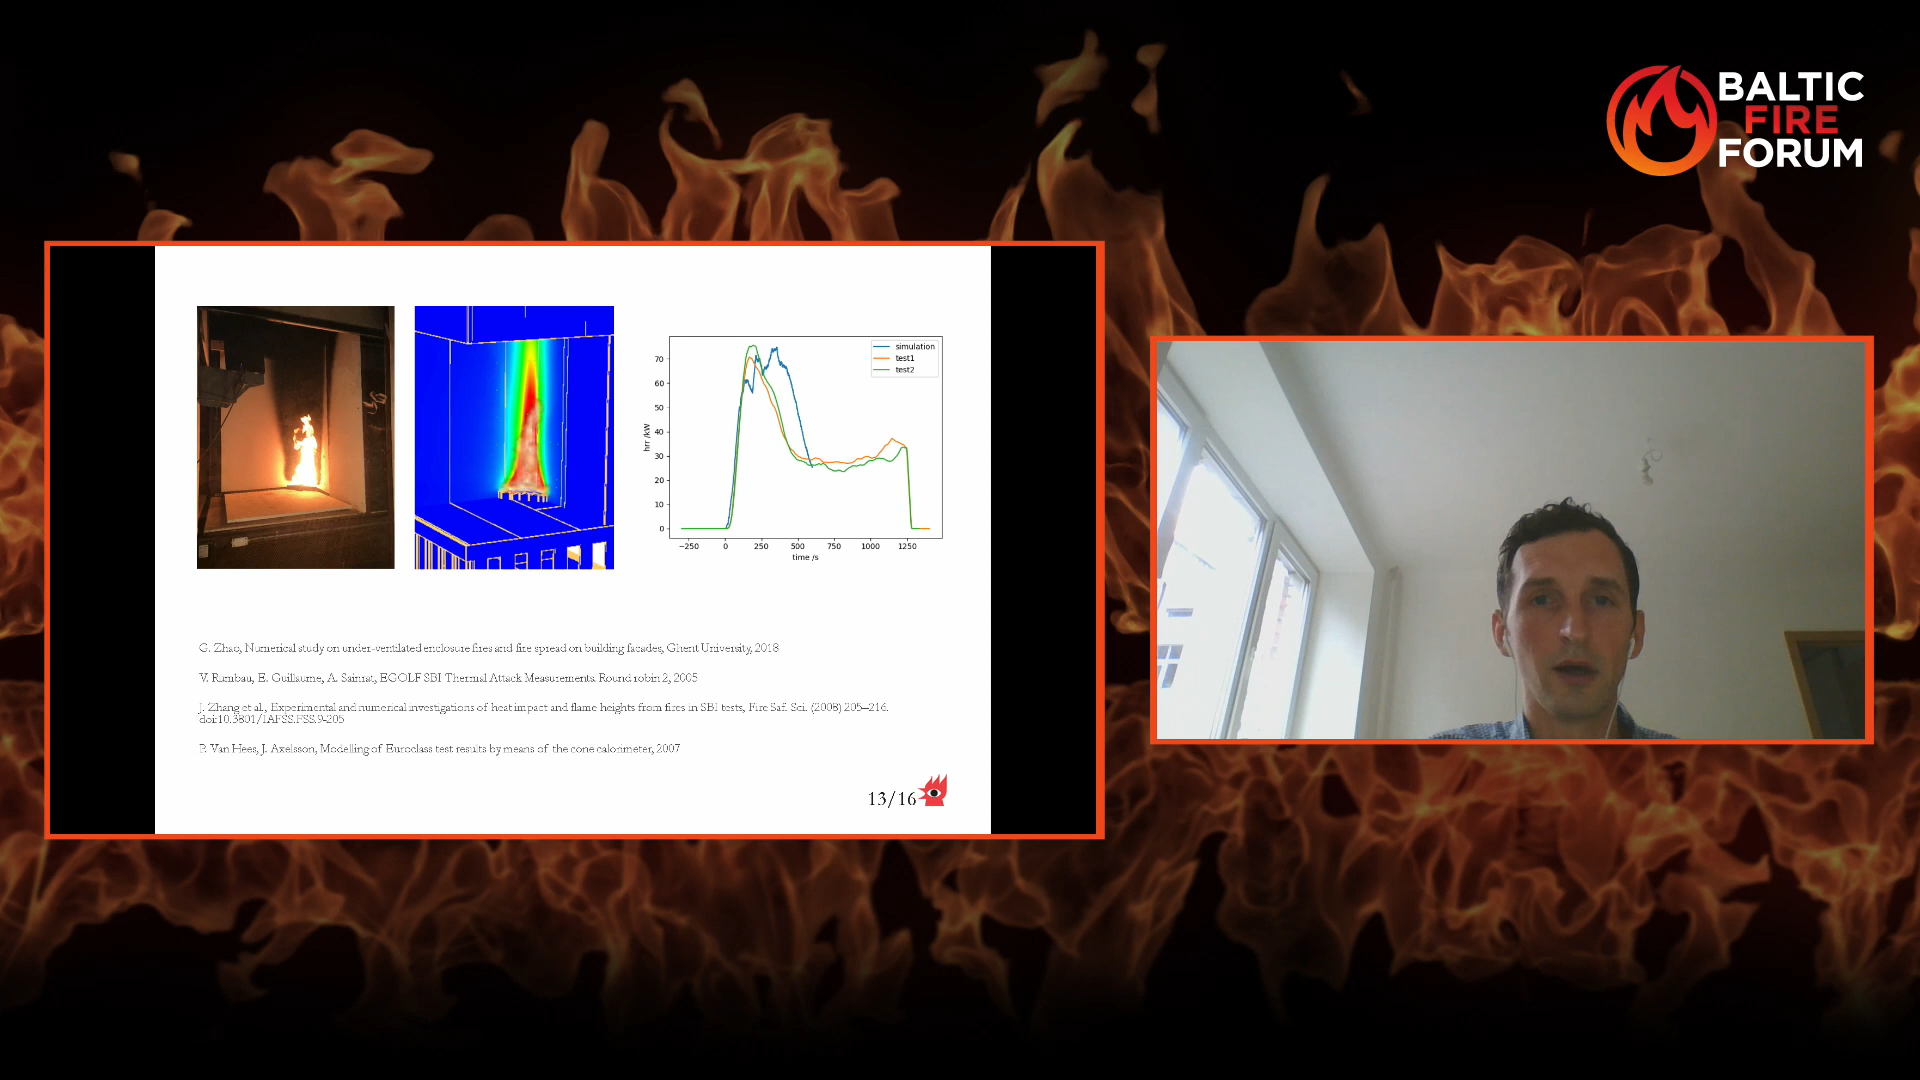 BALTIC
FIRE
FORUM
simulation
test1
test2
hrr /kW
70
60
50
40
30
20
10
0
−250 0 250 500 750 1000 1250
time /s
G. Zhao, Numerical study on under-ventilated enclosure fires and fire spread on building facades, Ghent University, 2018
V. Rumbau, E. Guillaume, A. Sainrat, EGOLF SBI Thermal Attack Measurements. Round robin 2, 2005
J. Zhang et al., Experimental and numerical investigations of heat impact and flame heights from fires in SBI tests, Fire Saf. Sci. (2008) 205–216.
doi:10.3801/IAFSS.FSS.9-205
P. Van Hees, J. Axelsson, Modelling of Euroclass test results by means of the cone calorimeter, 2007
13/16